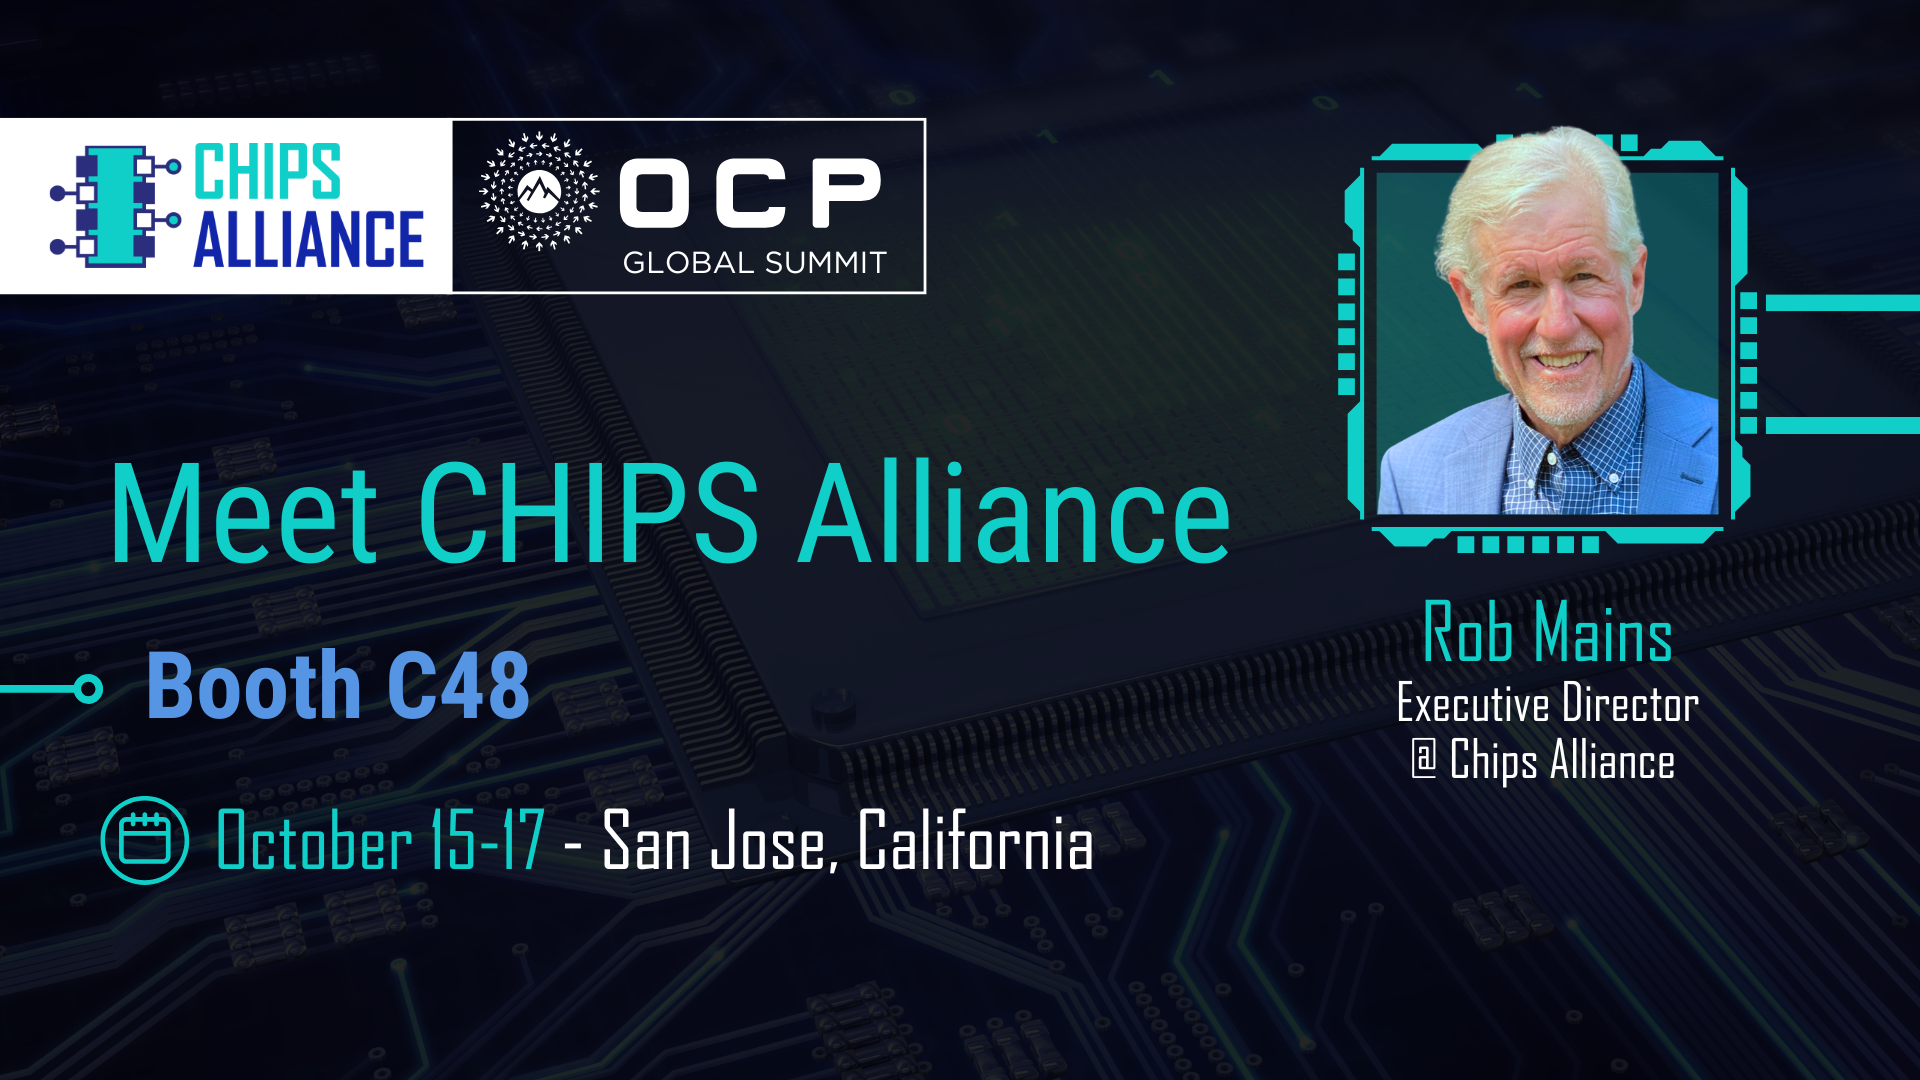 CHIPS
ALLIANCE
OCP
GLOBAL SUMMIT
Meet CHIPS Alliance
Booth C48
October 15-17 - San Jose, California
Rob Mains
Executive Director
@ Chips Alliance